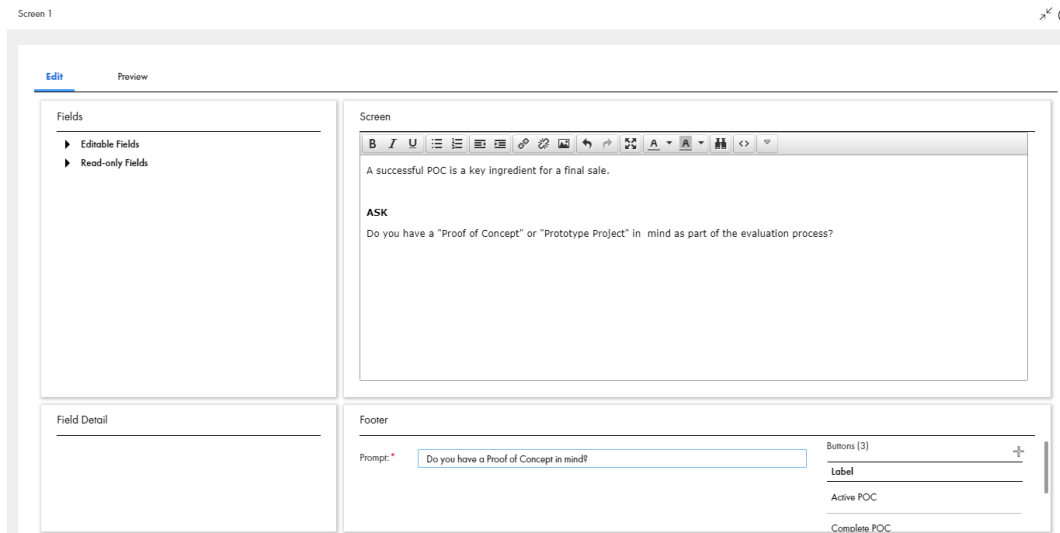 Screen 1
Edit
Preview
Fields
Editable Fields
Read-only Fields
Screen
B I U A A
A successful POC is a key ingredient for a final sale.
ASK
Do you have a "Proof of Concept" or "Prototype Project" in  mind as part of the evaluation process?
Field Detail
Footer
Prompt:*
Do you have a Proof of Concept in mind?
Buttons (3)
Label
Active POC
Complete POC